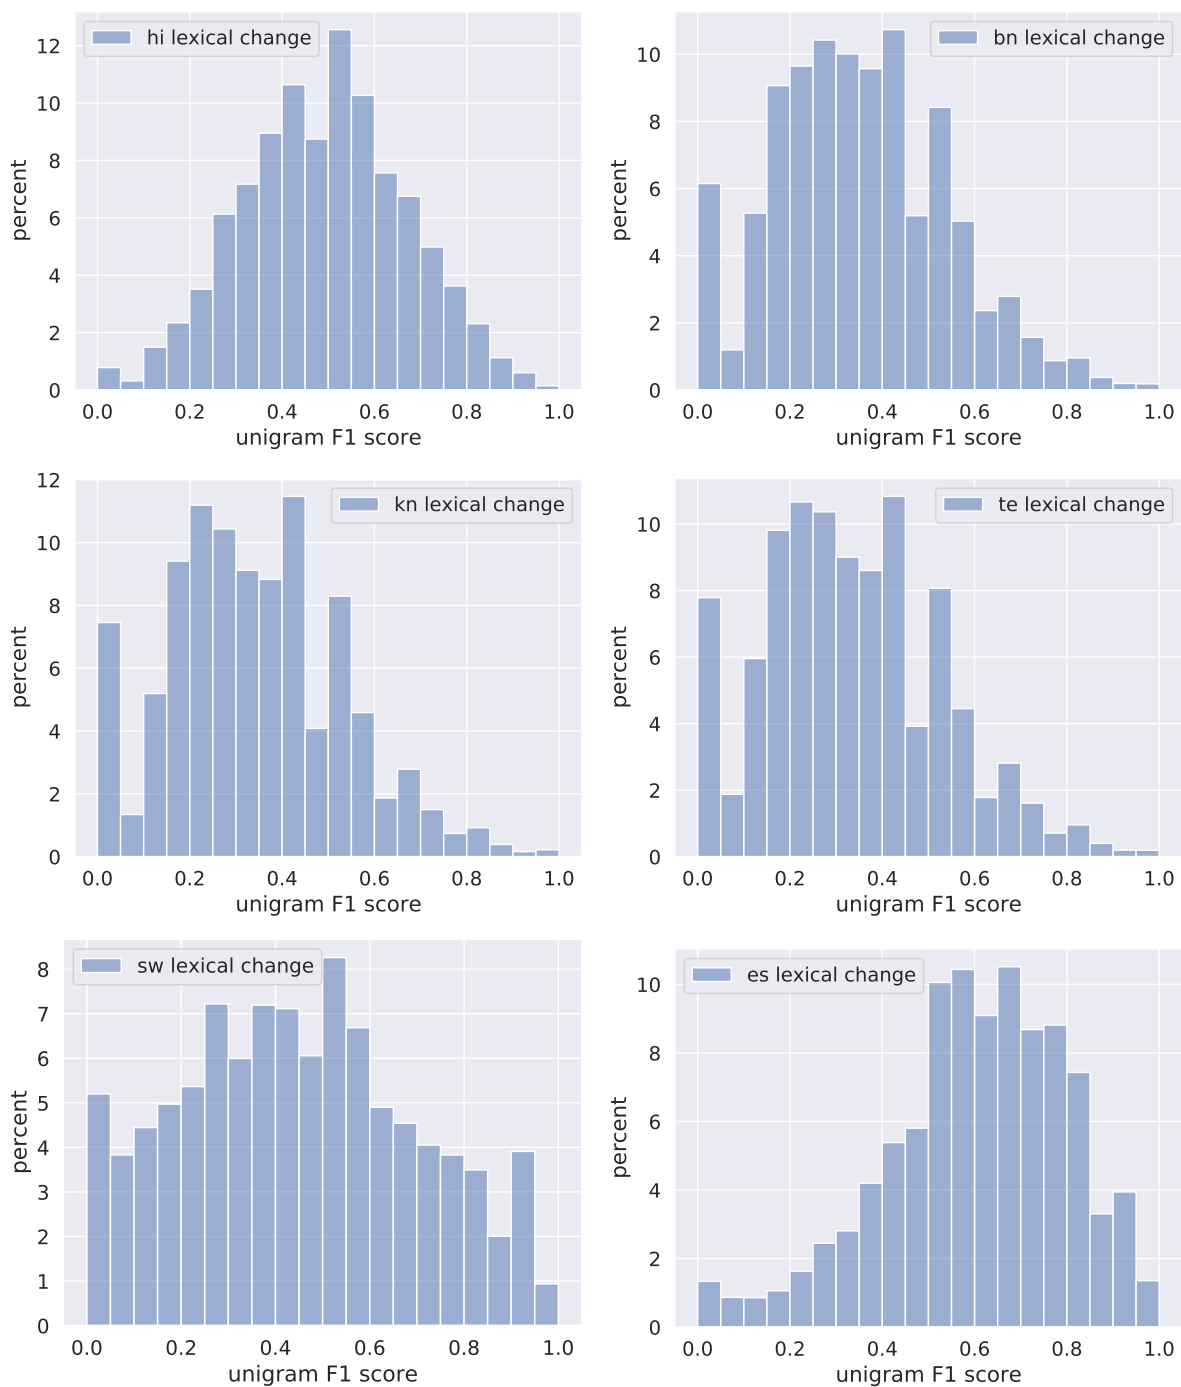 hi lexical change
percent
12
10
8
6
4
2
0
0.0 0.2 0.4 0.6 0.8 1.0
unigram F1 score
bn lexical change
percent
10
8
6
4
2
0
0.0 0.2 0.4 0.6 0.8 1.0
unigram F1 score
kn lexical change
percent
12
10
8
6
4
2
0
0.0 0.2 0.4 0.6 0.8 1.0
unigram F1 score
te lexical change
percent
10
8
6
4
2
0
0.0 0.2 0.4 0.6 0.8 1.0
unigram F1 score
sw lexical change
percent
8
7
6
5
4
3
2
1
0
0.0 0.2 0.4 0.6 0.8 1.0
unigram F1 score
es lexical change
percent
10
8
6
4
2
0
0.0 0.2 0.4 0.6 0.8 1.0
unigram F1 score